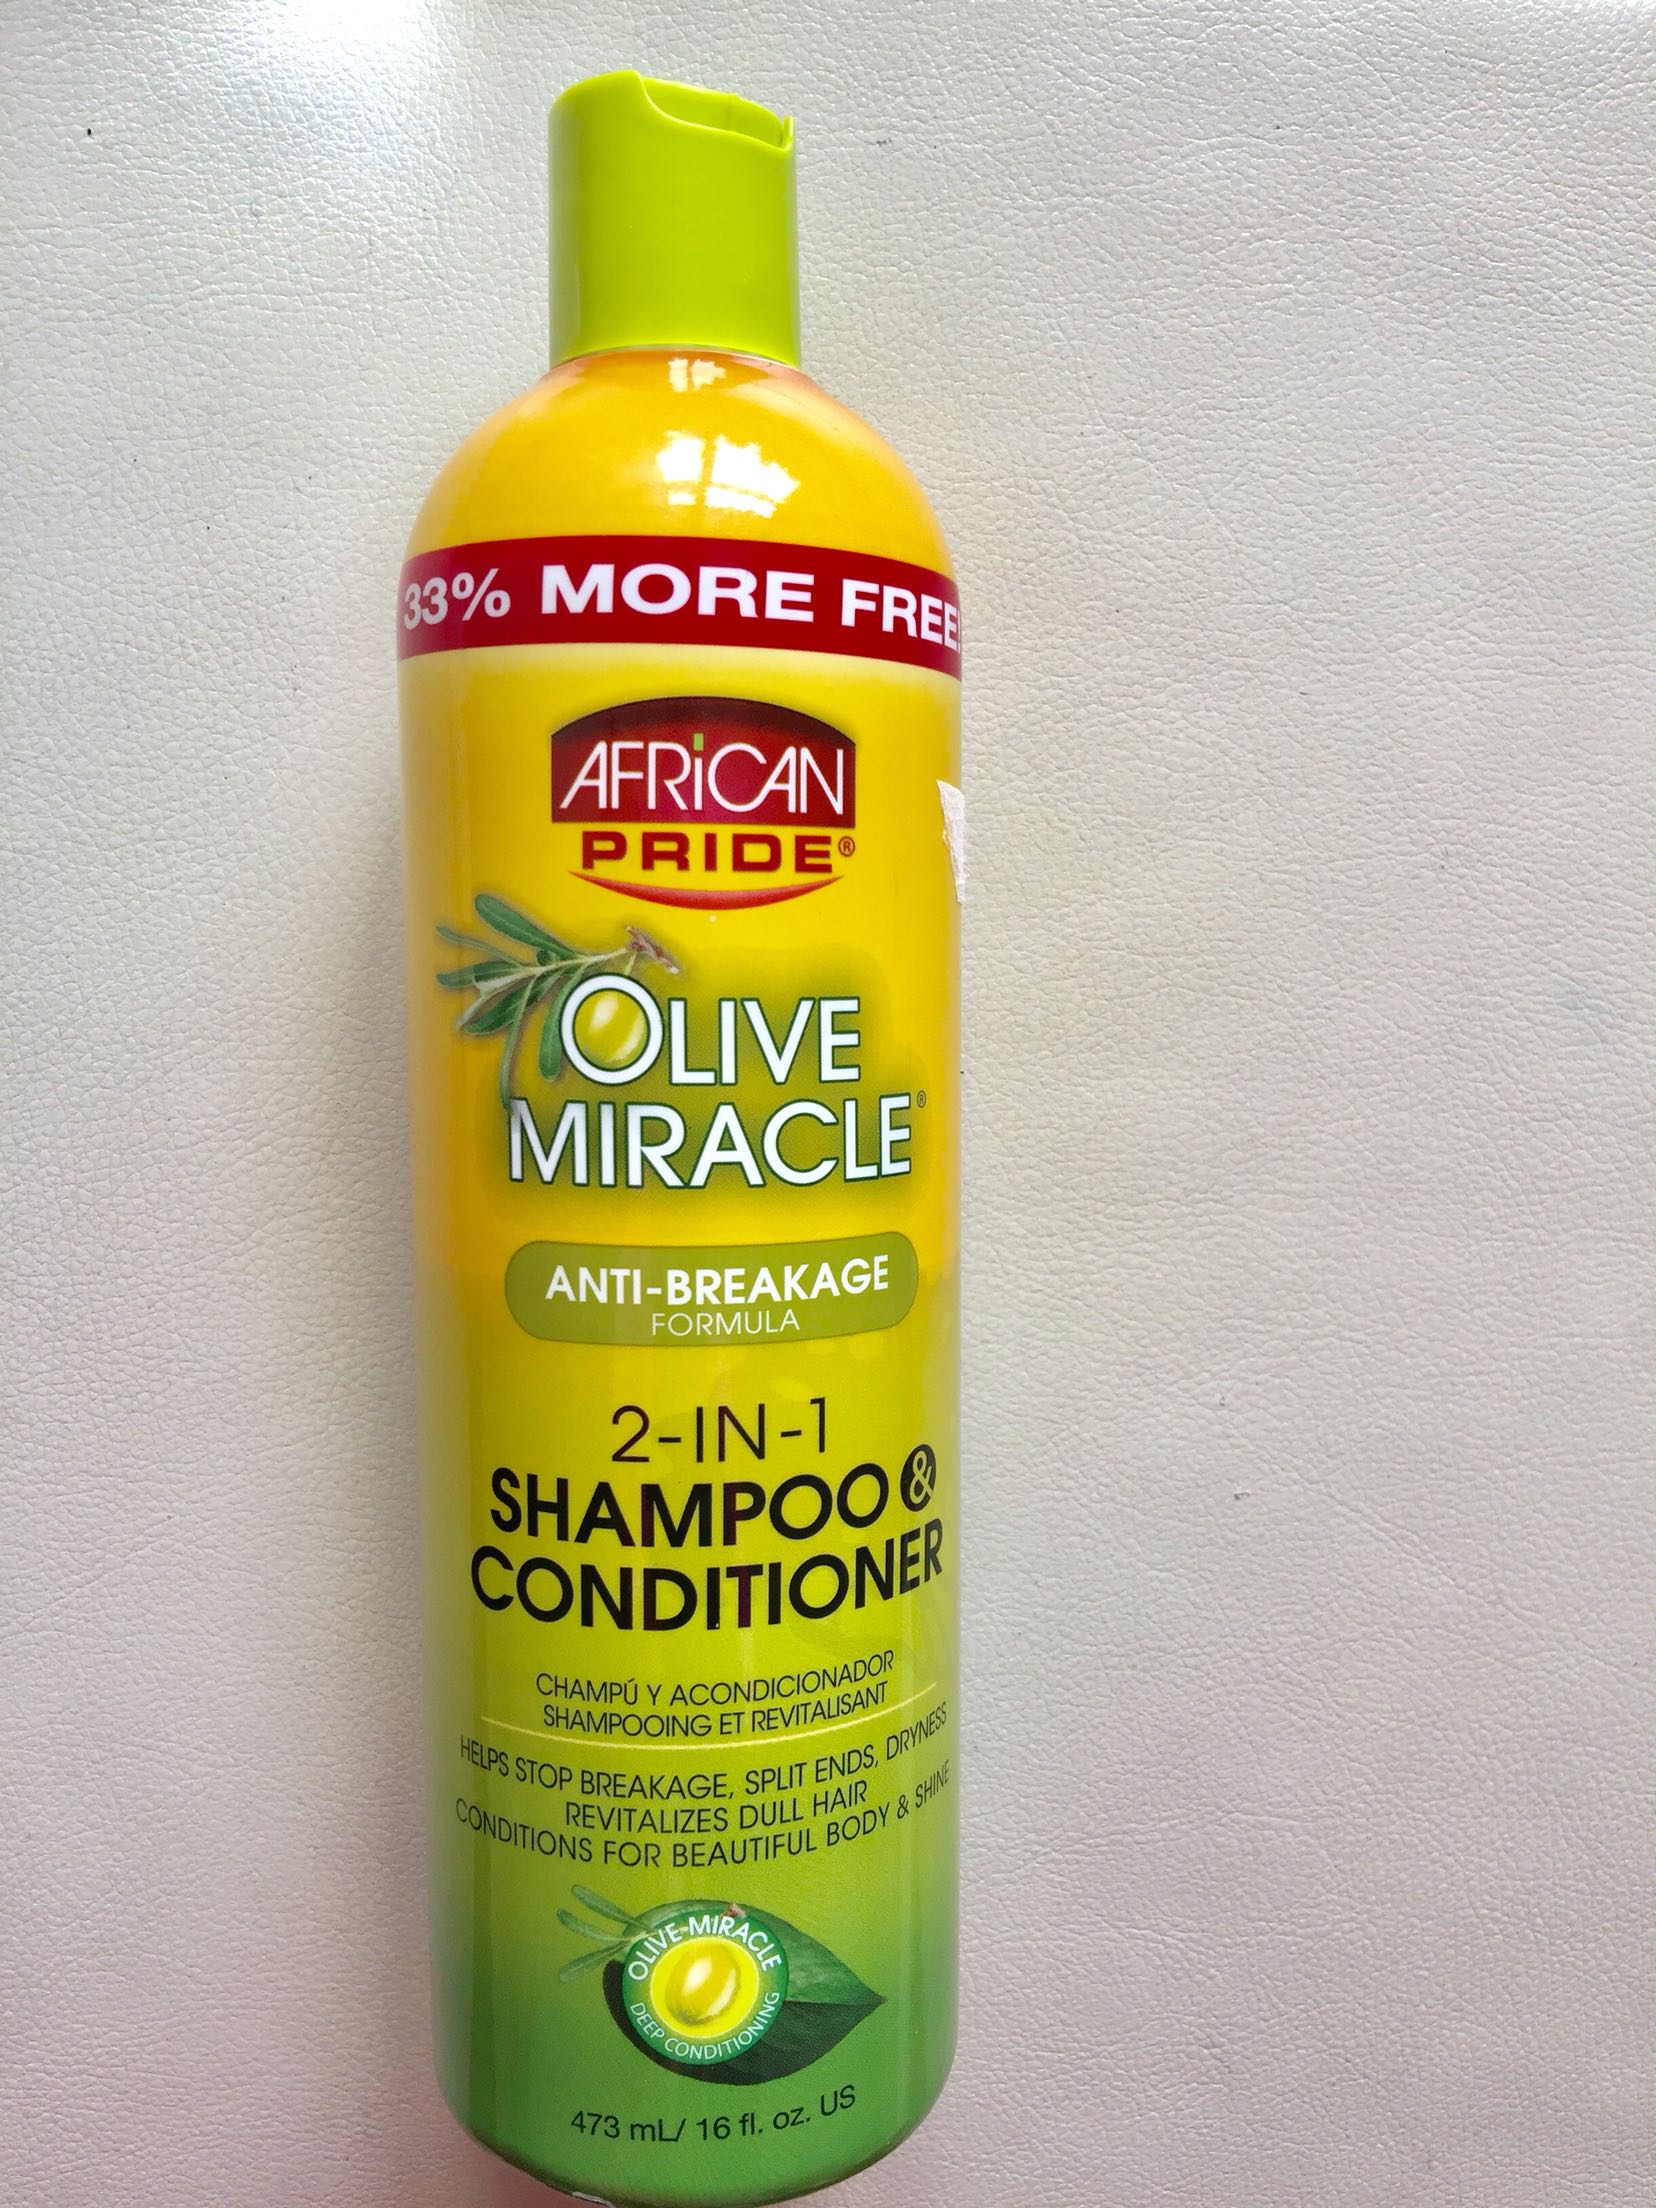 33% MORE FREE!
AFRiCAN
PRIDE®
OLIVE
MIRACLE®
ANTI-BREAKAGE
FORMULA
2-IN-1
SHAMPOO &
CONDITIONER
CHAMPÚ Y ACONDICIONADOR
SHAMPOOING ET REVITALISANT
HELPS STOP BREAKAGE, SPLIT ENDS, DRYNESS
REVITALIZES DULL HAIR
CONDITIONS FOR BEAUTIFUL BODY & SHINE
OLIVE MIRACLE
DEEP CONDITIONING
473 mL/ 16 fl. oz. US